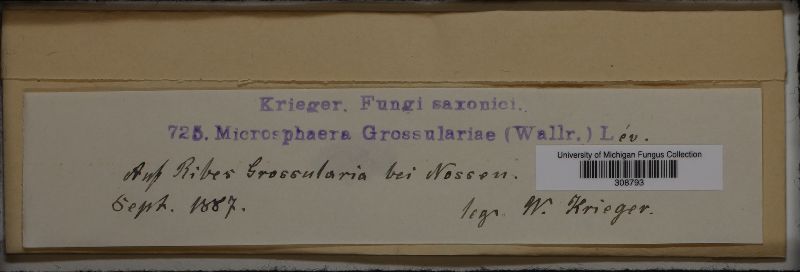 Krieger, Fungi saxonici.
725. Microsphaera Grossulariae (Wallr.) Lév.
Auf Ribes Grossularia bei Nossen.
Sept. 1887.
legr W. Krieger.
University of Michigan Fungus Collection
308793